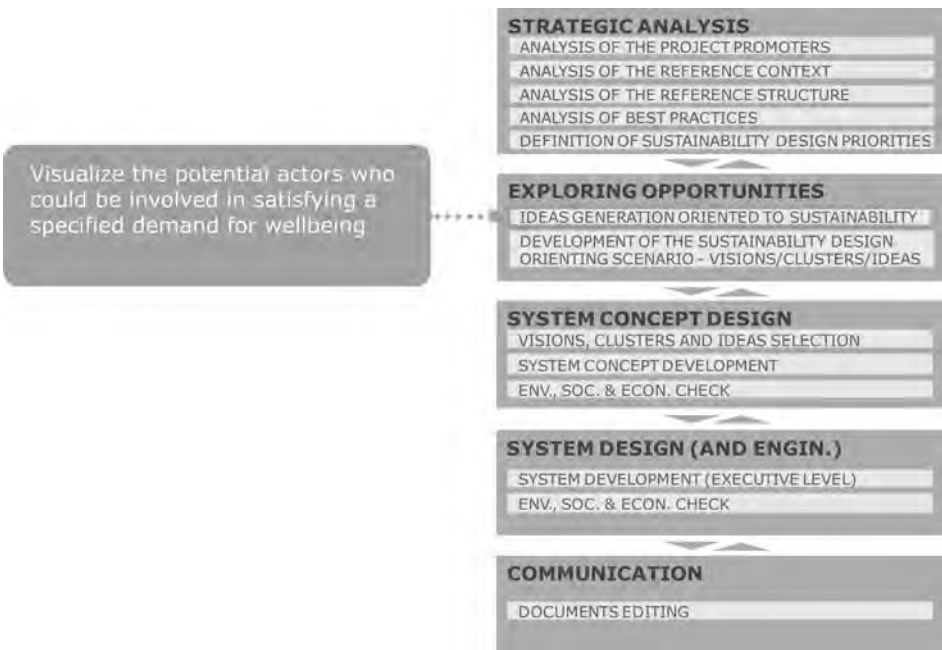 STRATEGIC ANALYSIS
ANALYSIS OF THE PROJECT PROMOTERS
ANALYSIS OF THE REFERENCE CONTEXT
ANALYSIS OF THE REFERENCE STRUCTURE
ANALYSIS OF BEST PRACTICES
DEFINITION OF SUSTAINABILITY DESIGN PRIORITIES
Visualize the potential actors who
could be involved in satisfying a
specified demand for wellbeing
EXPLORING OPPORTUNITIES
IDEAS GENERATION ORIENTED TO SUSTAINABILITY
DEVELOPMENT OF THE SUSTAINABILITY DESIGN
ORIENTING SCENARIO - VISIONS/CLUSTERS/IDEAS
SYSTEM CONCEPT DESIGN
VISIONS, CLUSTERS AND IDEAS SELECTION
SYSTEM CONCEPT DEVELOPMENT
ENV., SOC. & ECON. CHECK
SYSTEM DESIGN (AND ENGIN.)
SYSTEM DEVELOPMENT (EXECUTIVE LEVEL)
ENV., SOC. & ECON. CHECK
COMMUNICATION
DOCUMENTS EDITING